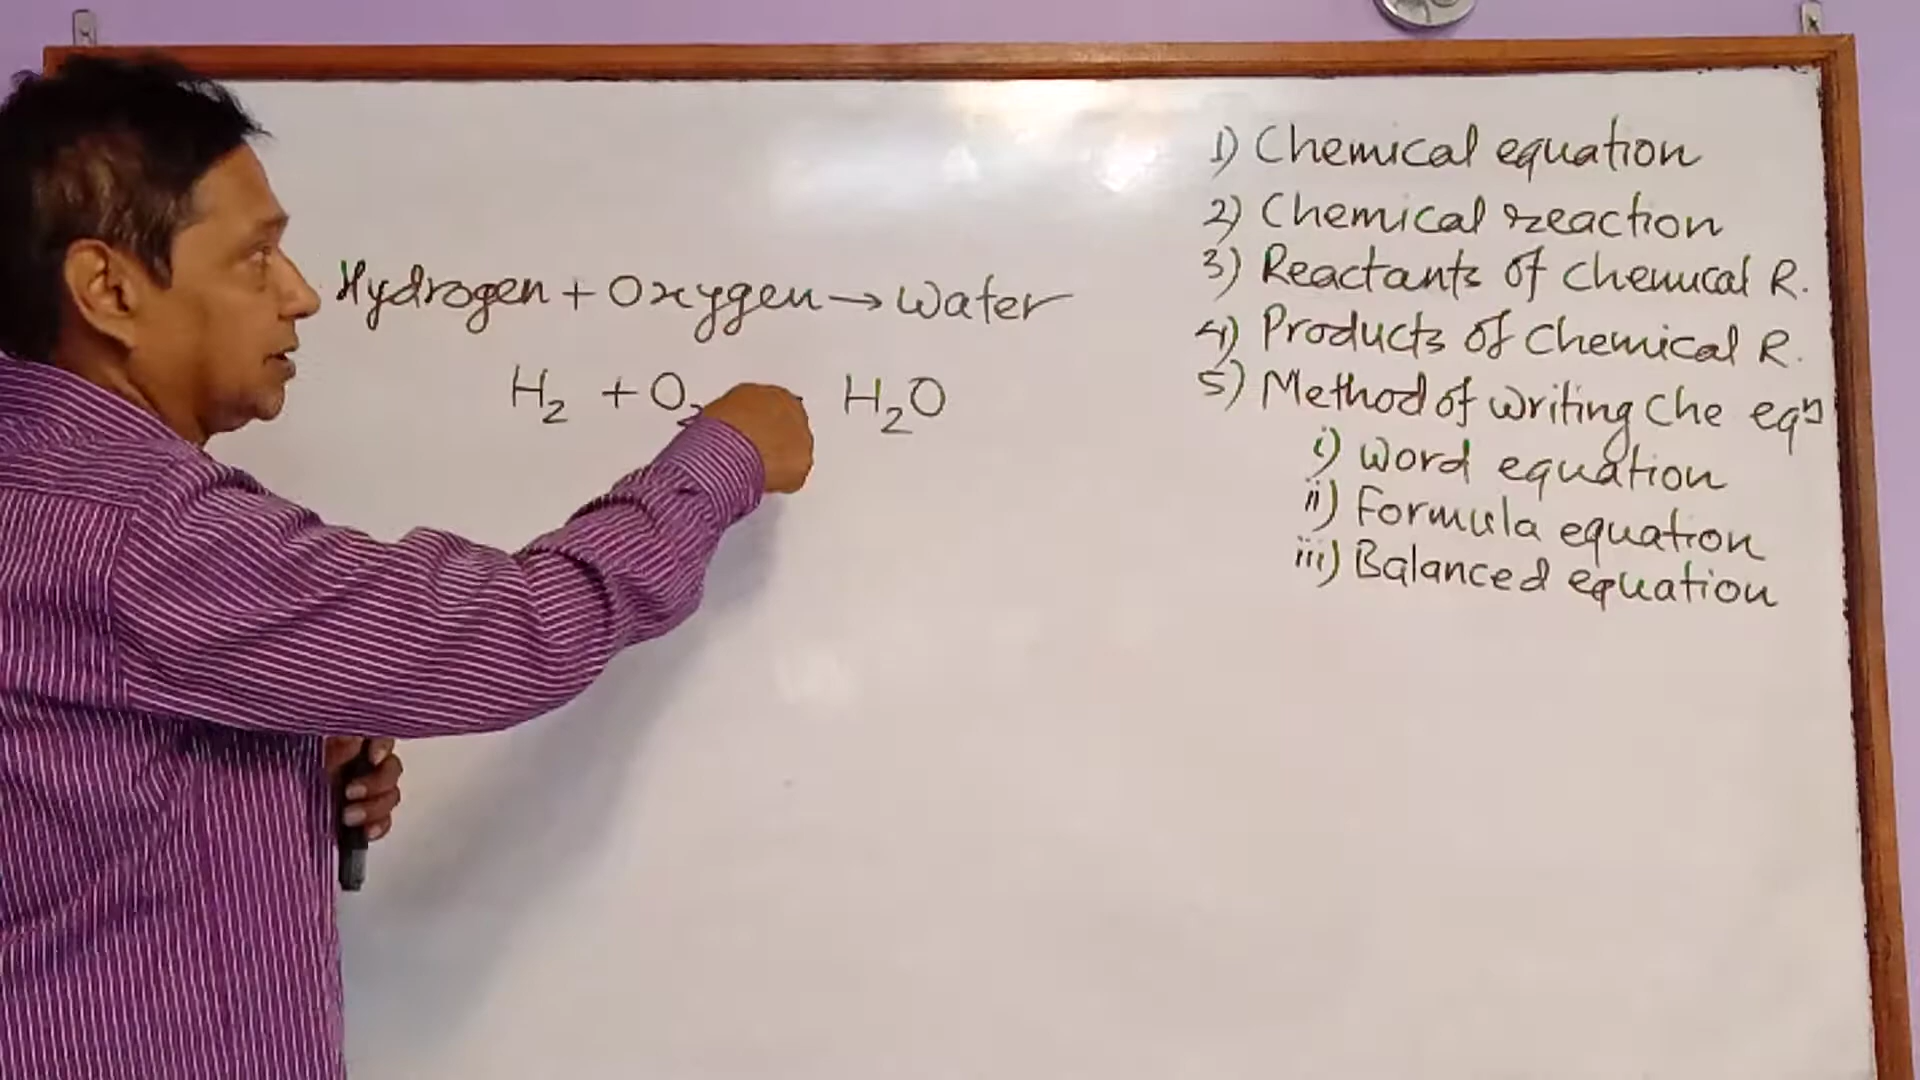 Hydrogen + Oxygen → Water
H₂ + O₂ H₂O
1) Chemical equation
2) Chemical reaction
3) Reactants of Chemical R.
4) Products of Chemical R.
5) Method of writing Che eqⁿ
i) Word equation
ii) Formula equation
iii) Balanced equation